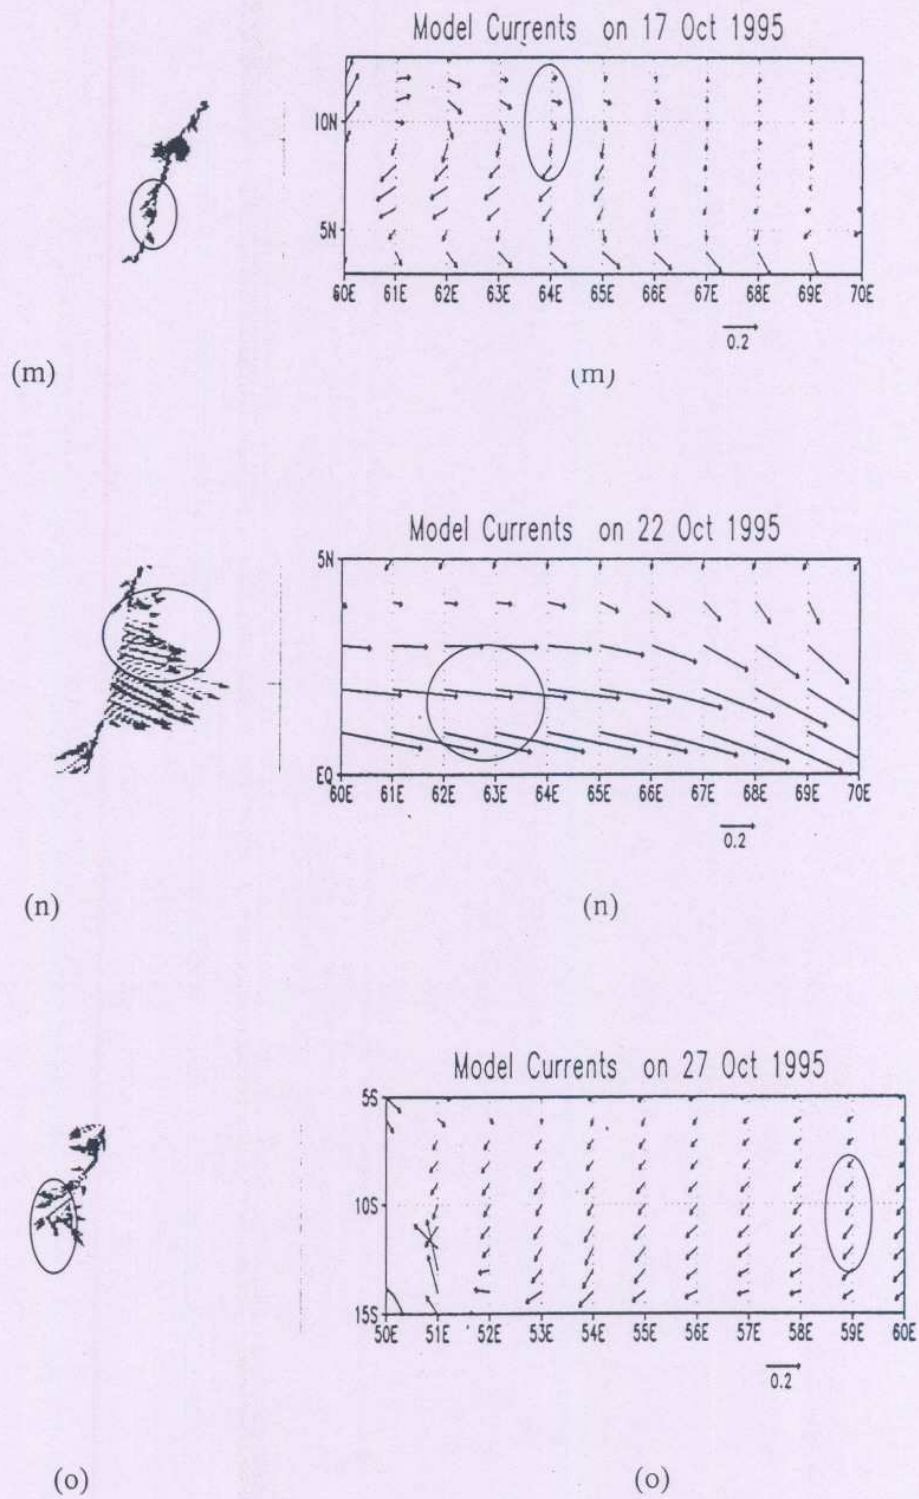 Model Currents on 17 Oct 1995
10N
5N
60E 61E 62E 63E 64E 65E 66E 67E 68E 69E 70E
0.2
(m) (m)
Model Currents on 22 Oct 1995
5N
EQ
60E 61E 62E 63E 64E 65E 66E 67E 68E 69E 70E
0.2
(n) (n)
Model Currents on 27 Oct 1995
5S
10S
15S
50E 51E 52E 53E 54E 55E 56E 57E 58E 59E 60E
0.2
(o) (o)